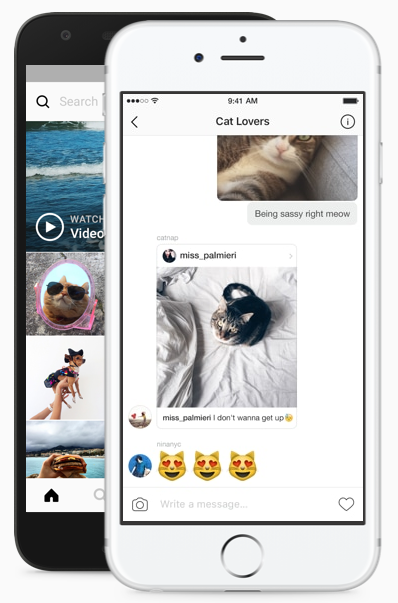 Search
WATCH
Video
9:41 AM
Cat Lovers
Being sassy right meow
catnap
miss_palmieri
miss_palmieri I don't wanna get up😴
ninanyc
😻 😻 😻
Write a message...